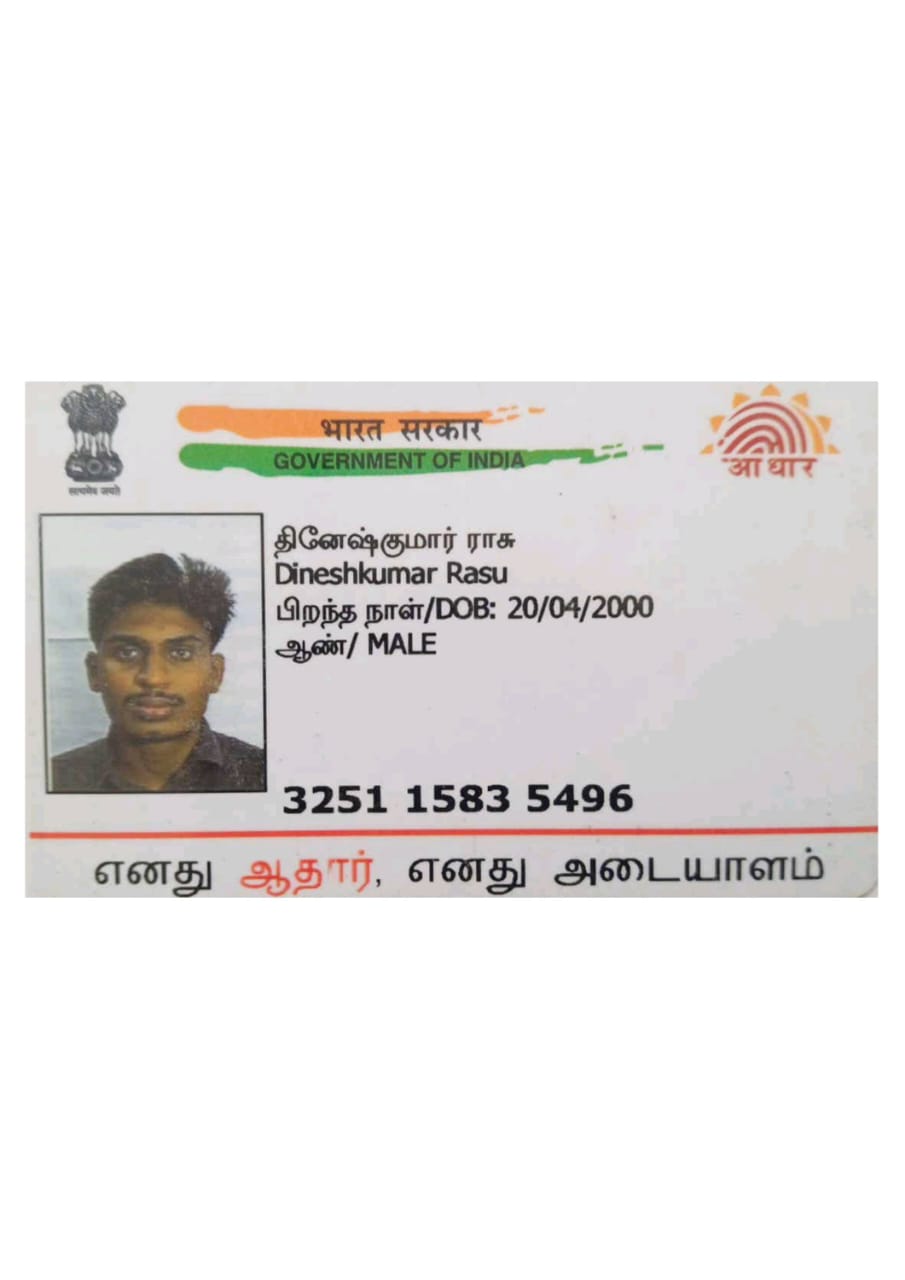 भारत सरकार
GOVERNMENT OF INDIA
आधार
सत्यमेव जयते
தினேஷ்குமார் ராசு
Dineshkumar Rasu
பிறந்த நாள்/DOB: 20/04/2000
ஆண்/ MALE
3251 1583 5496
எனது ஆதார், எனது அடையாளம்